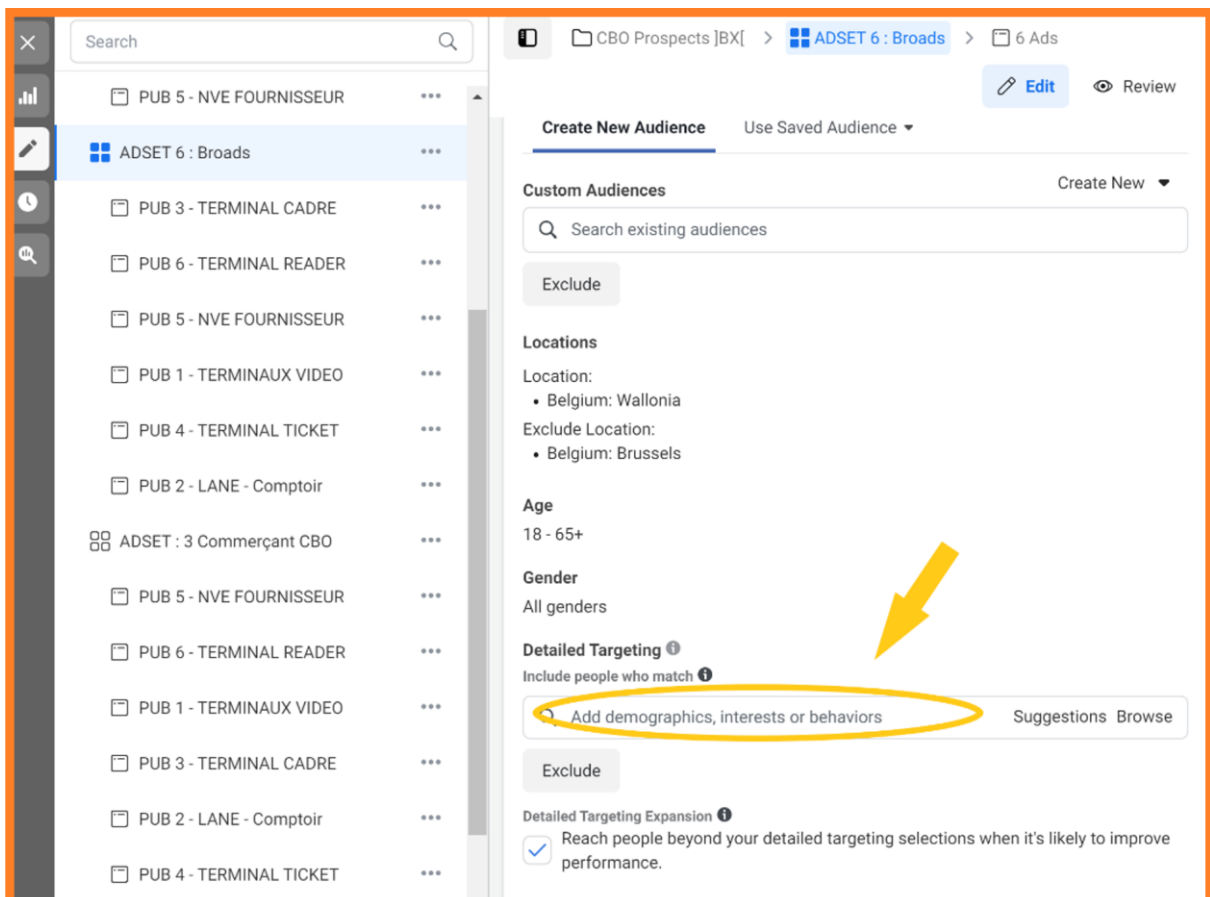 Search
PUB 5 - NVE FOURNISSEUR
ADSET 6 : Broads
PUB 3 - TERMINAL CADRE
PUB 6 - TERMINAL READER
PUB 5 - NVE FOURNISSEUR
PUB 1 - TERMINAUX VIDEO
PUB 4 - TERMINAL TICKET
PUB 2 - LANE - Comptoir
ADSET : 3 Commerçant CBO
PUB 5 - NVE FOURNISSEUR
PUB 6 - TERMINAL READER
PUB 1 - TERMINAUX VIDEO
PUB 3 - TERMINAL CADRE
PUB 2 - LANE - Comptoir
PUB 4 - TERMINAL TICKET
CBO Prospects ]BX[ > ADSET 6 : Broads > 6 Ads
Edit Review
Create New Audience Use Saved Audience
Custom Audiences Create New
Search existing audiences
Exclude
Locations
Location:
• Belgium: Wallonia
Exclude Location:
• Belgium: Brussels
Age
18 - 65+
Gender
All genders
Detailed Targeting
Include people who match
Add demographics, interests or behaviors Suggestions Browse
Exclude
Detailed Targeting Expansion
Reach people beyond your detailed targeting selections when it's likely to improve
performance.